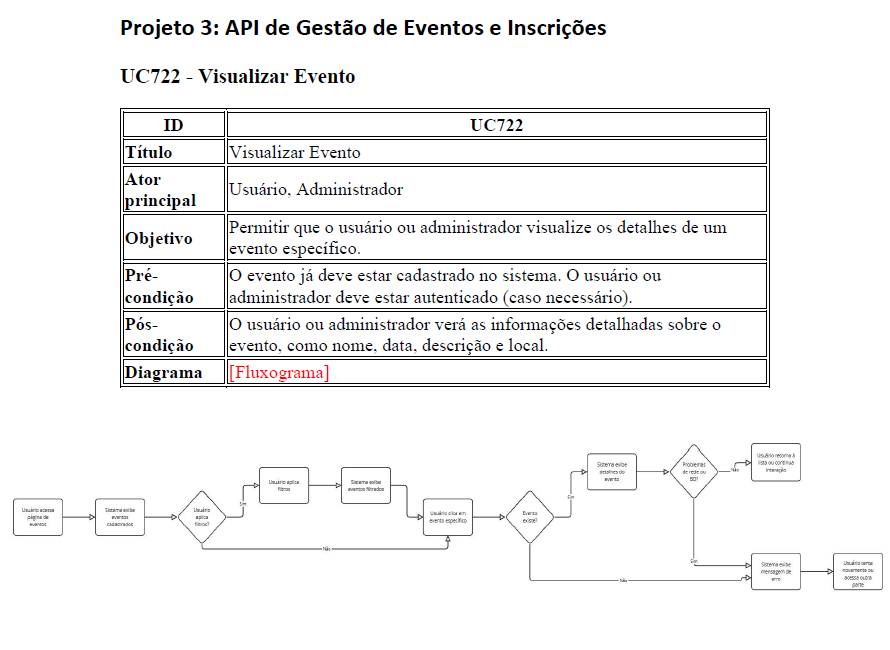 Projeto 3: API de Gestão de Eventos e Inscrições
UC722 - Visualizar Evento
ID
UC722
Título
Visualizar Evento
Ator
principal
Usuário, Administrador
Objetivo
Permitir que o usuário ou administrador visualize os detalhes de um
evento específico.
Pré-
condição
O evento já deve estar cadastrado no sistema. O usuário ou
administrador deve estar autenticado (caso necessário).
Pós-
condição
O usuário ou administrador verá as informações detalhadas sobre o
evento, como nome, data, descrição e local.
Diagrama
[Fluxograma]
Usuário acessa
página de
eventos
Sistema exibe
eventos
cadastrados
Usuário
aplica
filtros?
Sim
Usuário aplica
filtros
Sistema exibe
eventos filtrados
Não
Usuário clica em
evento específico
Evento
existe?
Sim
Sistema exibe
detalhes do
evento
Problemas
de rede ou
BD?
Não
Usuário retorna à
lista ou continua
interação
Sim
Não
Sistema exibe
mensagem de
erro
Usuário tenta
novamente ou
acessa outra
parte